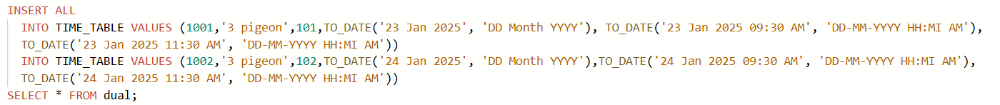 INSERT ALL
INTO TIME_TABLE VALUES (1001,'3 pigeon',101,TO_DATE('23 Jan 2025', 'DD Month YYYY'), TO_DATE('23 Jan 2025 09:30 AM', 'DD-MM-YYYY HH:MI AM'),
TO_DATE('23 Jan 2025 11:30 AM', 'DD-MM-YYYY HH:MI AM'))
INTO TIME_TABLE VALUES (1002,'3 pigeon',102,TO_DATE('24 Jan 2025', 'DD Month YYYY'),TO_DATE('24 Jan 2025 09:30 AM', 'DD-MM-YYYY HH:MI AM'),
TO_DATE('24 Jan 2025 11:30 AM', 'DD-MM-YYYY HH:MI AM'))
SELECT * FROM dual;